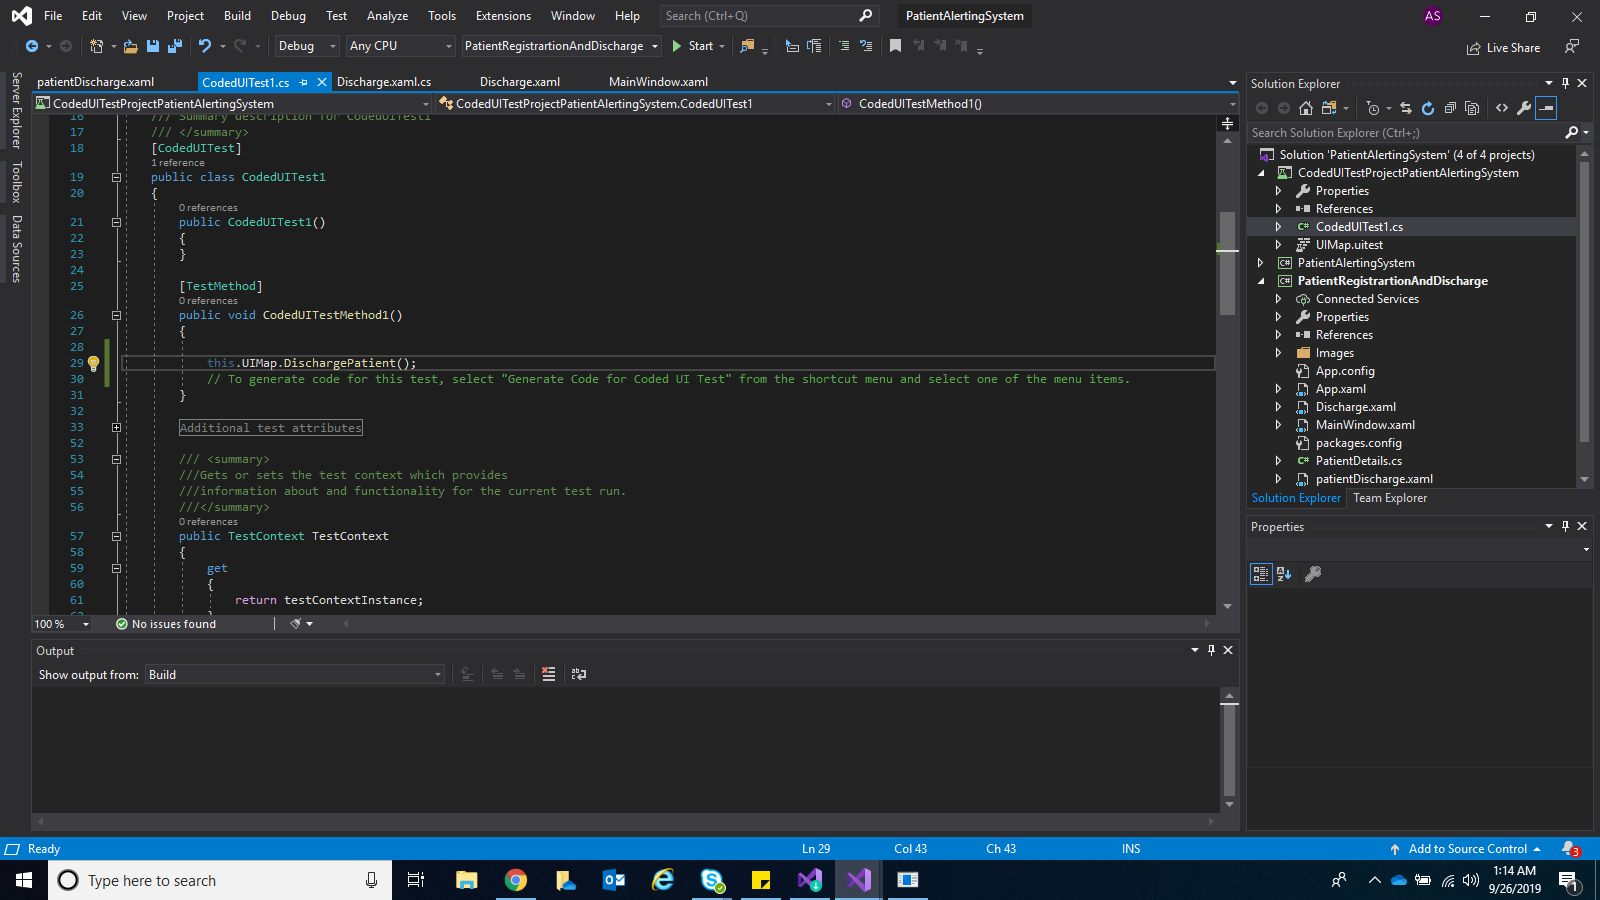 File Edit View Project Build Debug Test Analyze Tools Extensions Window Help Search (Ctrl+Q) PatientAlertingSystem AS
Debug Any CPU PatientRegistrartionAndDischarge Start Live Share
Server Explorer
Toolbox
Data Sources
patientDischarge.xaml CodedUITest1.cs Discharge.xaml.cs Discharge.xaml MainWindow.xaml
CodedUITestProjectPatientAlertingSystem CodedUITestProjectPatientAlertingSystem.CodedUITest1 CodedUITestMethod1()
16 /// Summary description for CodedUITest1
17 /// </summary>
18 [CodedUITest]
1 reference
19 public class CodedUITest1
20 {
0 references
21 public CodedUITest1()
22 {
23 }
24
25 [TestMethod]
0 references
26 public void CodedUITestMethod1()
27 {
28
29 this.UIMap.DischargePatient();
30 // To generate code for this test, select "Generate Code for Coded UI Test" from the shortcut menu and select one of the menu items.
31 }
32
33 Additional test attributes
52
53 /// <summary>
54 ///Gets or sets the test context which provides
55 ///information about and functionality for the current test run.
56 ///</summary>
0 references
57 public TestContext TestContext
58 {
59 get
60 {
61 return testContextInstance;
62 }
100 % No issues found
Output
Show output from: Build
Solution Explorer
Search Solution Explorer (Ctrl+;)
Solution 'PatientAlertingSystem' (4 of 4 projects)
CodedUITestProjectPatientAlertingSystem
Properties
References
C# CodedUITest1.cs
UIMap.uitest
C# PatientAlertingSystem
C# PatientRegistrartionAndDischarge
Connected Services
Properties
References
Images
App.config
App.xaml
Discharge.xaml
MainWindow.xaml
packages.config
C# PatientDetails.cs
patientDischarge.xaml
Solution Explorer Team Explorer
Properties
Ready Ln 29 Col 43 Ch 43 INS Add to Source Control 3
Type here to search
1:14 AM
9/26/2019
1